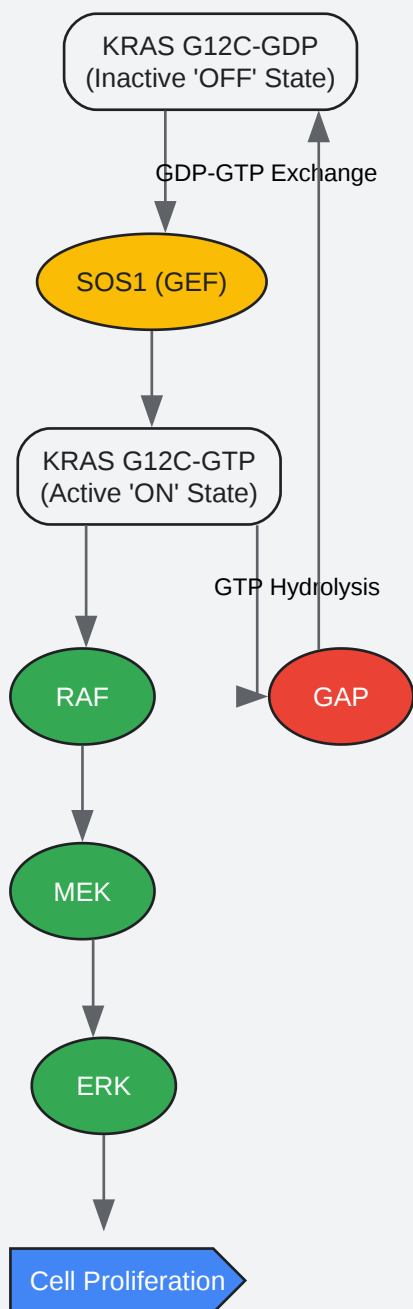 KRAS G12C-GDP
(Inactive 'OFF' State)
GDP-GTP Exchange
SOS1 (GEF)
KRAS G12C-GTP
(Active 'ON' State)
GTP Hydrolysis
RAF
GAP
MEK
ERK
Cell Proliferation